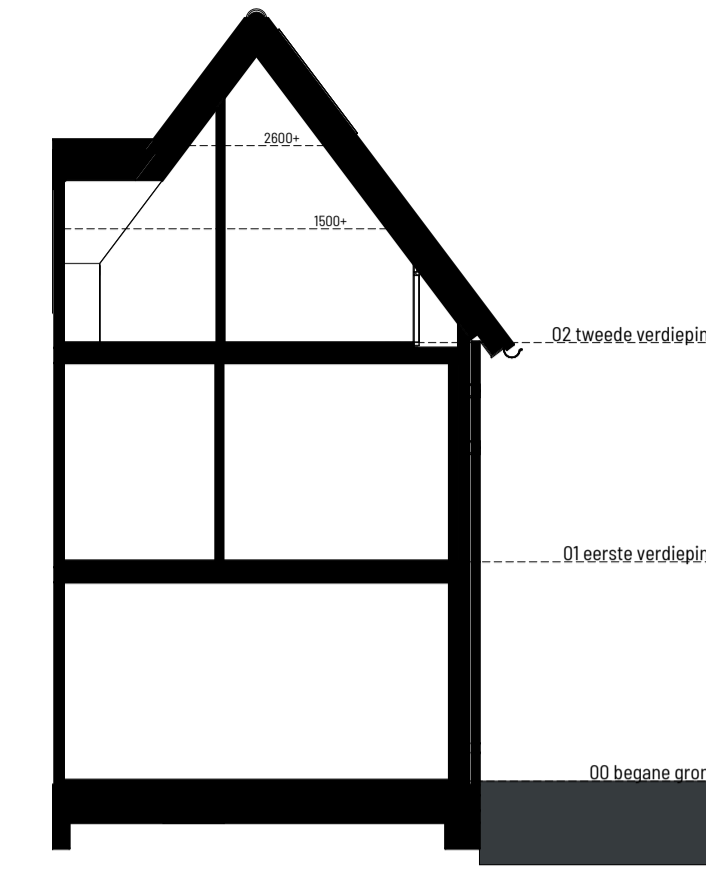 2600+
1500+
02 tweede verdiepin
01 eerste verdiepin
00 begane gron